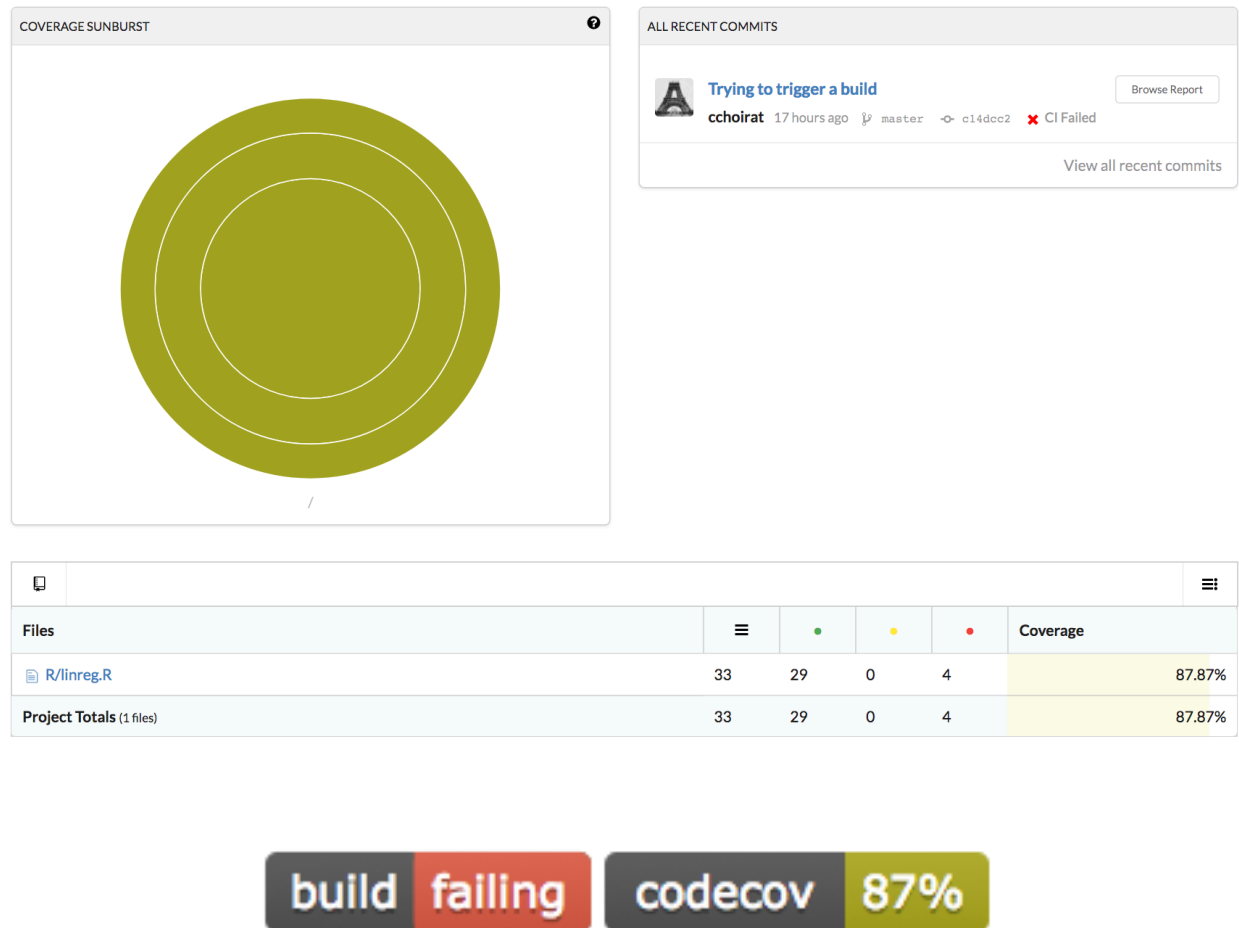 COVERAGE SUNBURST
/
ALL RECENT COMMITS
Trying to trigger a build
Browse Report
cchoirat 17 hours ago master c14dcc2 CI Failed
View all recent commits
Files Coverage
R/linreg.R 33 29 0 4 87.87%
Project Totals (1 files) 33 29 0 4 87.87%
build failing codecov 87%